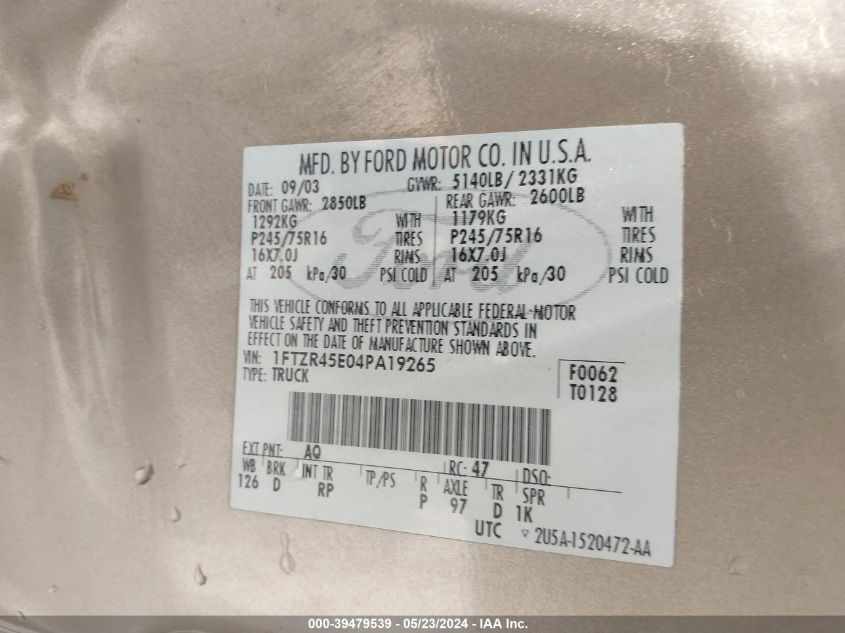 MFD. BY FORD MOTOR CO. IN U.S.A.
DATE: 09/03 GVWR: 5140LB/ 2331KG
FRONT GAWR: 2850LB REAR GAWR: 2600LB
1292KG WITH 1179KG WITH
P245/75R16 TIRES P245/75R16 TIRES
16X7.0J RIMS 16X7.0J RIMS
AT 205 kPa/30 PSI COLD AT 205 kPa/30 PSI COLD
Ford
THIS VEHICLE CONFORMS TO ALL APPLICABLE FEDERAL MOTOR
VEHICLE SAFETY AND THEFT PREVENTION STANDARDS IN
EFFECT ON THE DATE OF MANUFACTURE SHOWN ABOVE.
VIN: 1FTZR45E04PA19265
TYPE: TRUCK
F0062
T0128
EXT PNT: AQ RC: 47 DSO:
WB BRK INT TR TP/PS R AXLE TR SPR
126 D RP P 97 D 1K
UTC ▽ 2U5A-1520472-AA
000-39479539 - 05/23/2024 - IAA Inc.